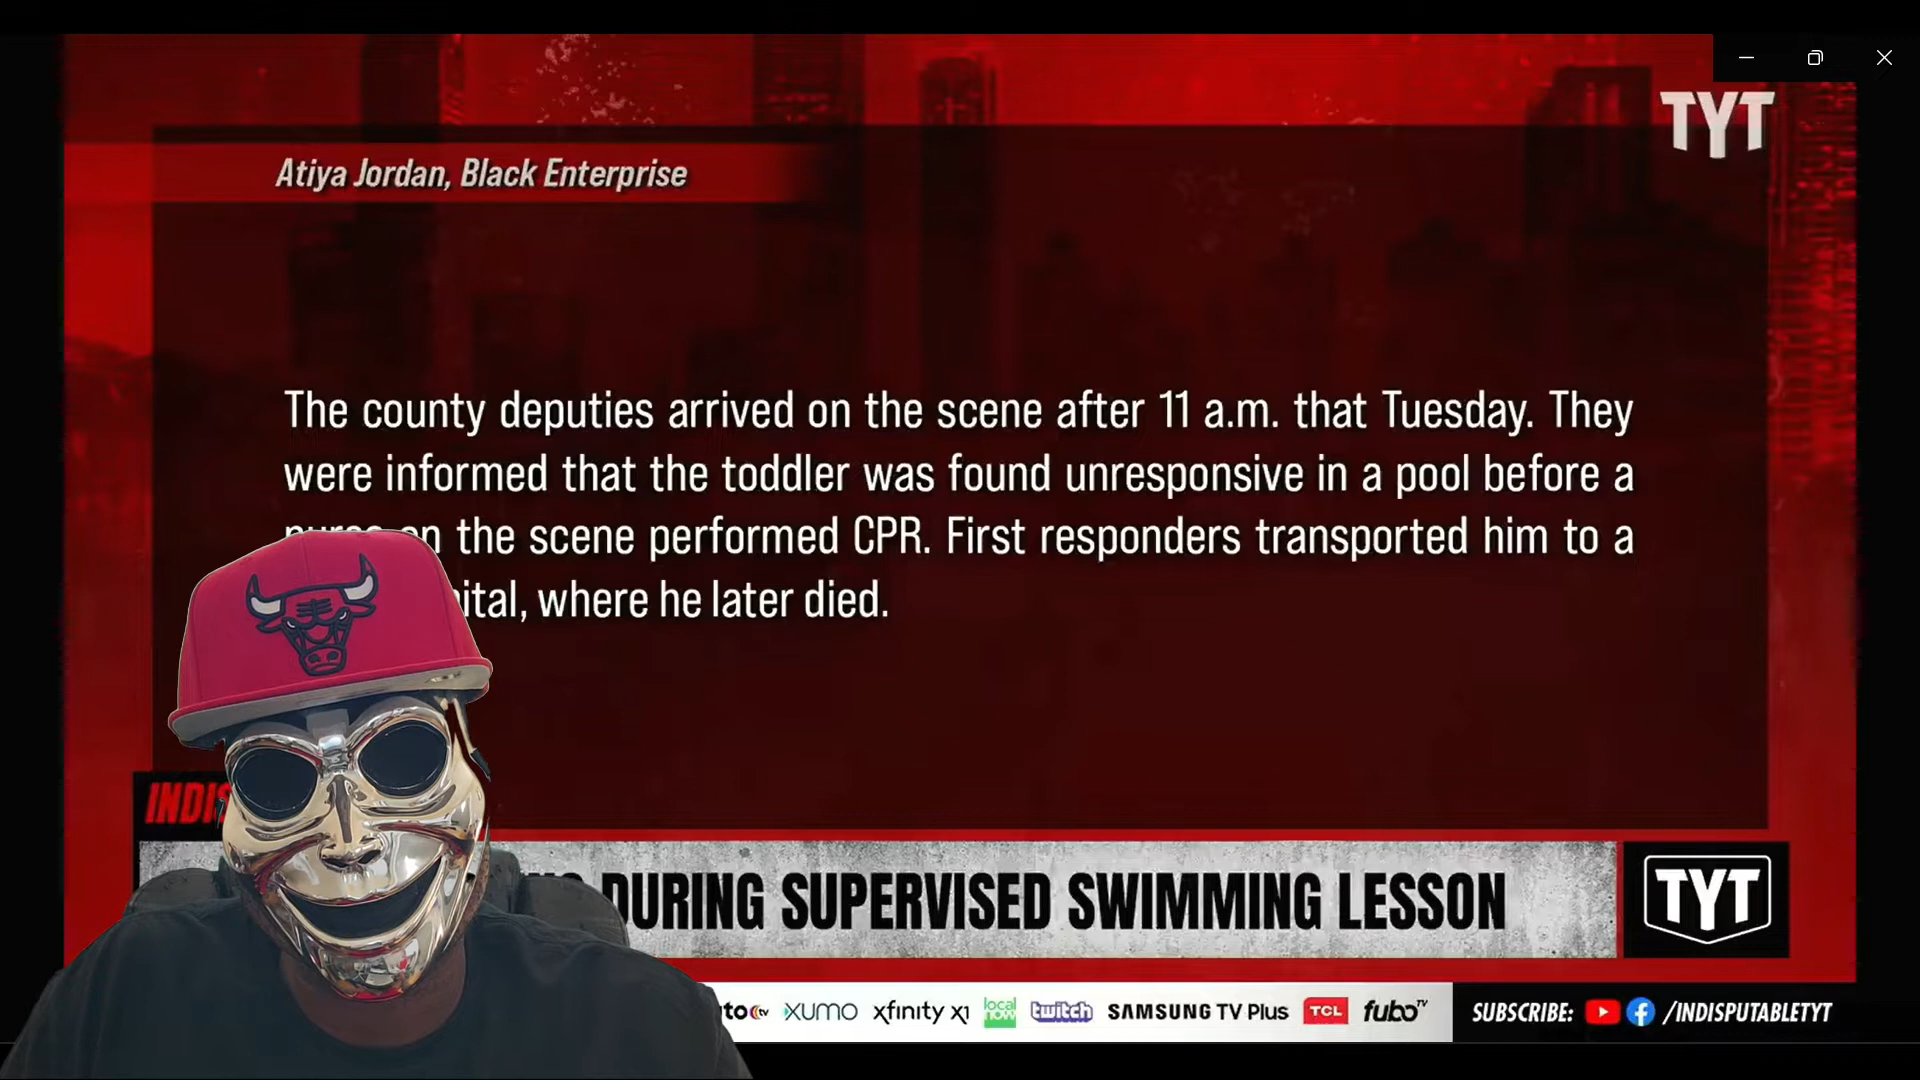 TYT
Atiya Jordan, Black Enterprise
The county deputies arrived on the scene after 11 a.m. that Tuesday. They
were informed that the toddler was found unresponsive in a pool before a
the scene performed CPR. First responders transported him to a
where he later died.
DURING SUPERVISED SWIMMING LESSON
TYT
XUMO xfinity X1 local now twitch SAMSUNG TV Plus TCL fubo TV
SUBSCRIBE: /INDISPUTABLETYT